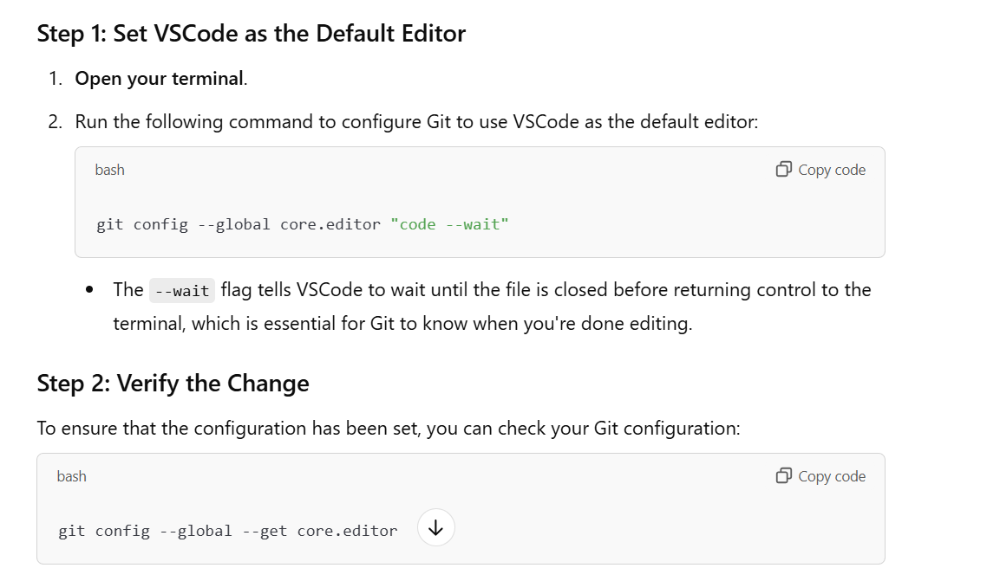 Step 1: Set VSCode as the Default Editor
1. Open your terminal.
2. Run the following command to configure Git to use VSCode as the default editor:
bash
Copy code
git config --global core.editor "code --wait"
• The --wait flag tells VSCode to wait until the file is closed before returning control to the
terminal, which is essential for Git to know when you're done editing.
Step 2: Verify the Change
To ensure that the configuration has been set, you can check your Git configuration:
bash
Copy code
git config --global --get core.editor